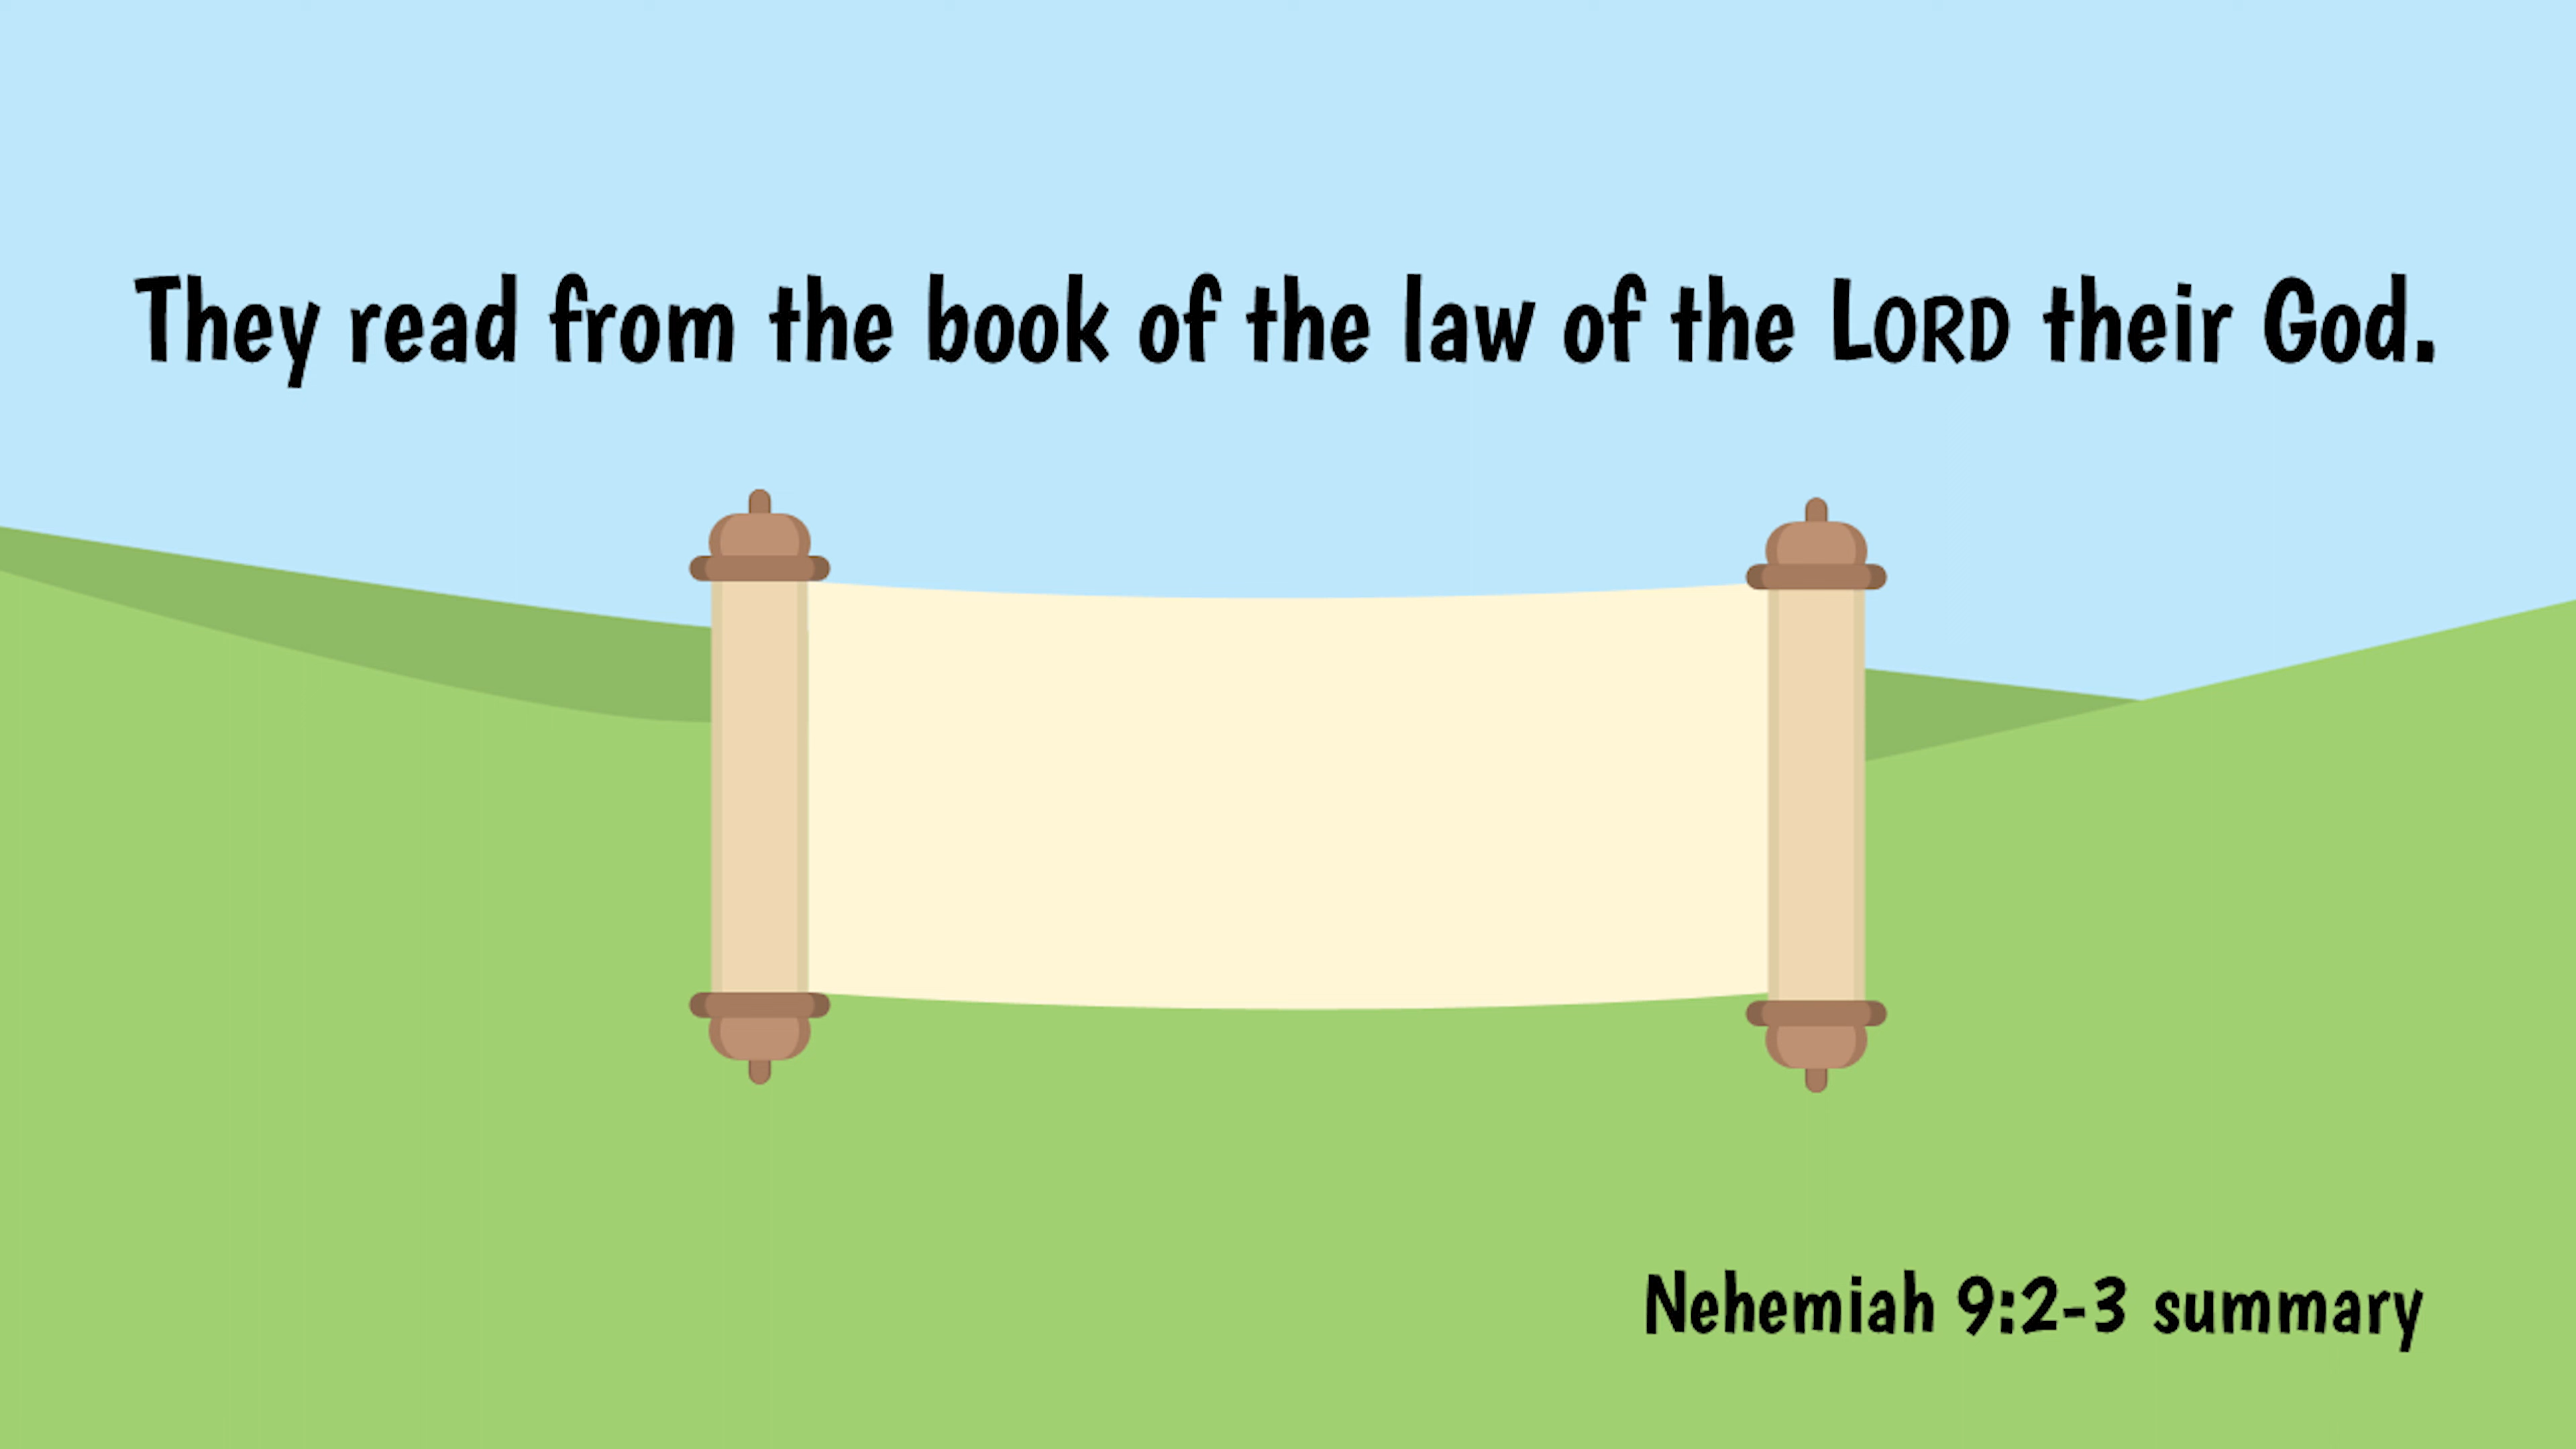 They read from the book of the law of the LORD their God.
Nehemiah 9:2-3 summary